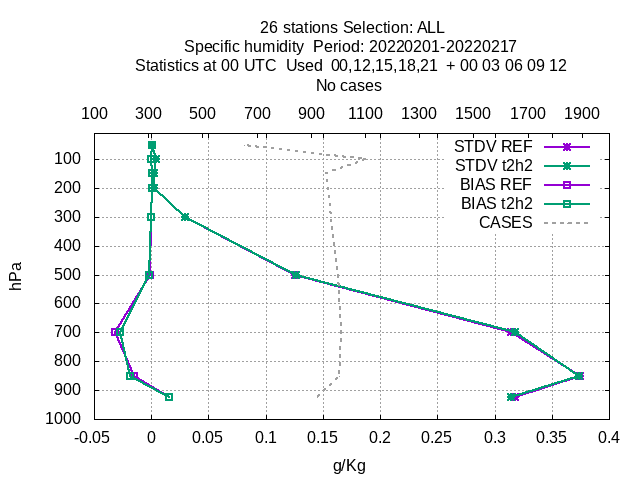 26 stations Selection: ALL
Specific humidity  Period: 20220201-20220217
Statistics at 00 UTC  Used  00,12,15,18,21  + 00 03 06 09 12
No cases
100 300 500 700 900 1100 1300 1500 1700 1900
STDV REF
STDV t2h2
BIAS REF
BIAS t2h2
CASES
100
200
300
400
500
600
700
800
900
1000
hPa
-0.05 0 0.05 0.1 0.15 0.2 0.25 0.3 0.35 0.4
g/Kg